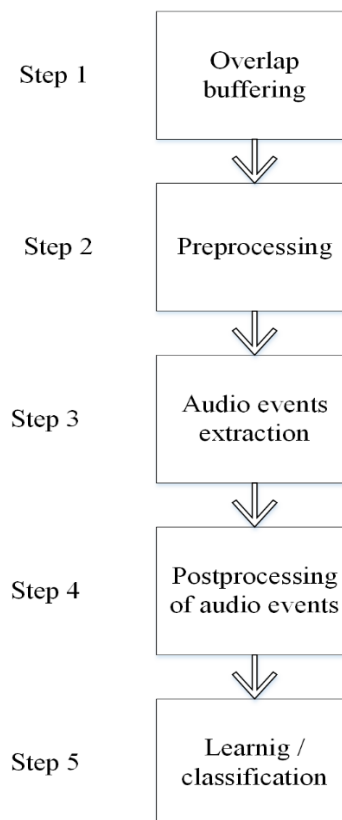 Step 1
Overlap
buffering
Step 2
Preprocessing
Step 3
Audio events
extraction
Step 4
Postprocessing
of audio events
Step 5
Learnig /
classification